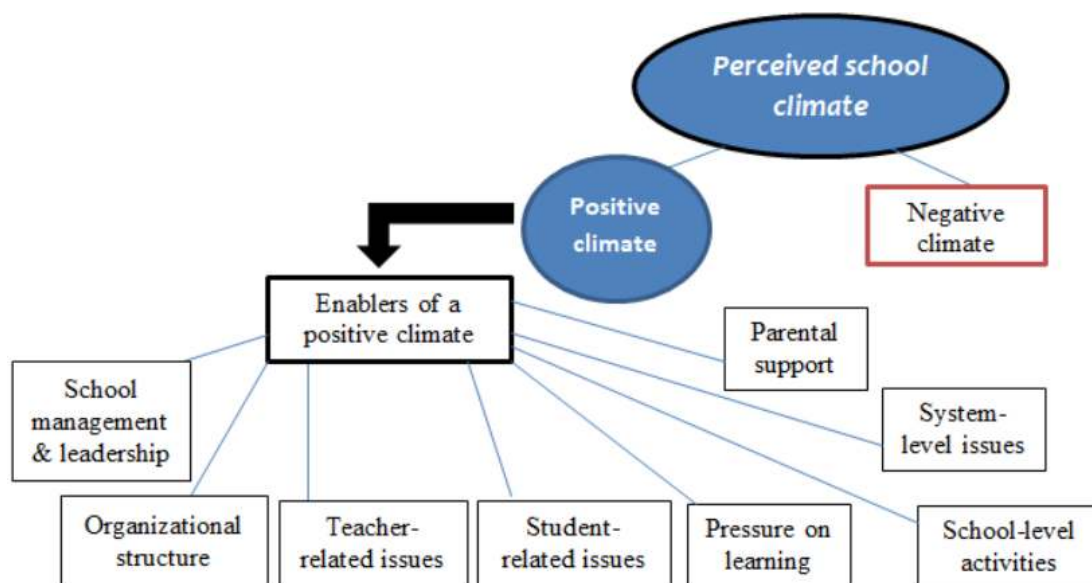 Perceived school
climate
Positive
climate
Negative
climate
Enablers of a
positive climate
Parental
support
School
management
& leadership
System-
level issues
Organizational
structure
Teacher-
related issues
Student-
related issues
Pressure on
learning
School-level
activities